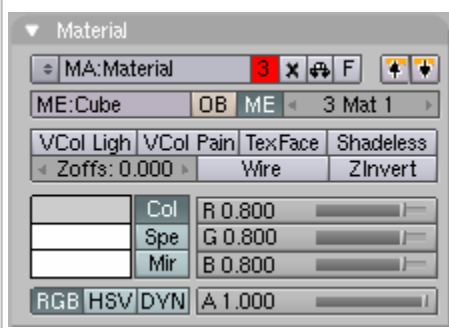 Material
MA:Material 3 X F
ME:Cube OB ME 3 Mat 1
VCol Ligh VCol Pain TexFace Shadeless
Zoffs: 0.000 Wire ZInvert
Col R 0.800
Spe G 0.800
Mir B 0.800
RGB HSV DYN A 1.000